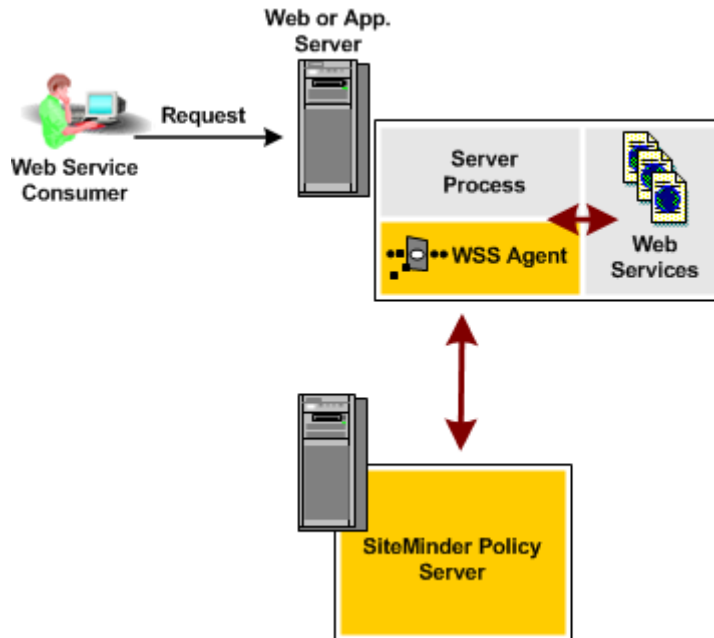 Web or App.
Server
Request
Web Service
Consumer
Server
Process
WSS Agent
Web
Services
SiteMinder Policy
Server